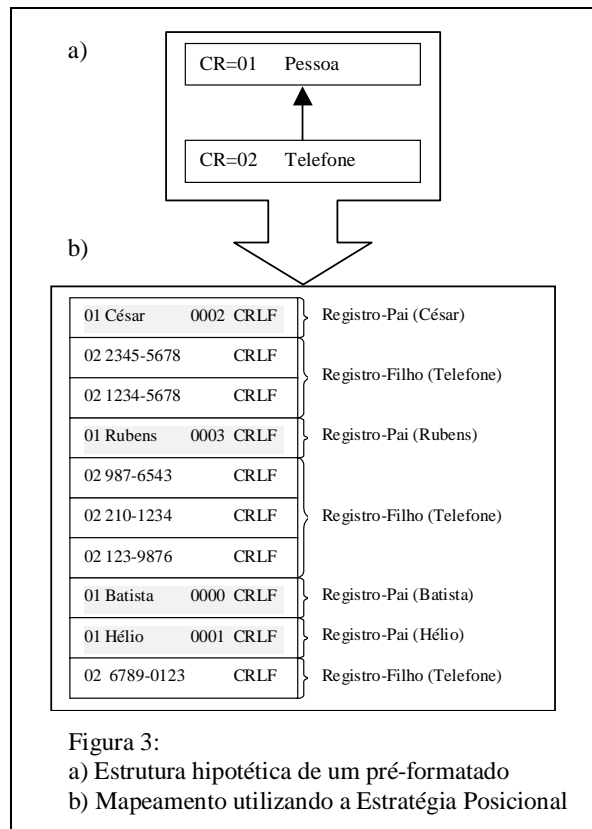 a)
CR=01 Pessoa
CR=02 Telefone
b)
01 César 0002 CRLF Registro-Pai (César)
02 2345-5678 CRLF
Registro-Filho (Telefone)
02 1234-5678 CRLF
01 Rubens 0003 CRLF Registro-Pai (Rubens)
02 987-6543 CRLF
02 210-1234 CRLF Registro-Filho (Telefone)
02 123-9876 CRLF
01 Batista 0000 CRLF Registro-Pai (Batista)
01 Hélio 0001 CRLF Registro-Pai (Hélio)
02 6789-0123 CRLF Registro-Filho (Telefone)
Figura 3:
a) Estrutura hipotética de um pré-formatado
b) Mapeamento utilizando a Estratégia Posicional